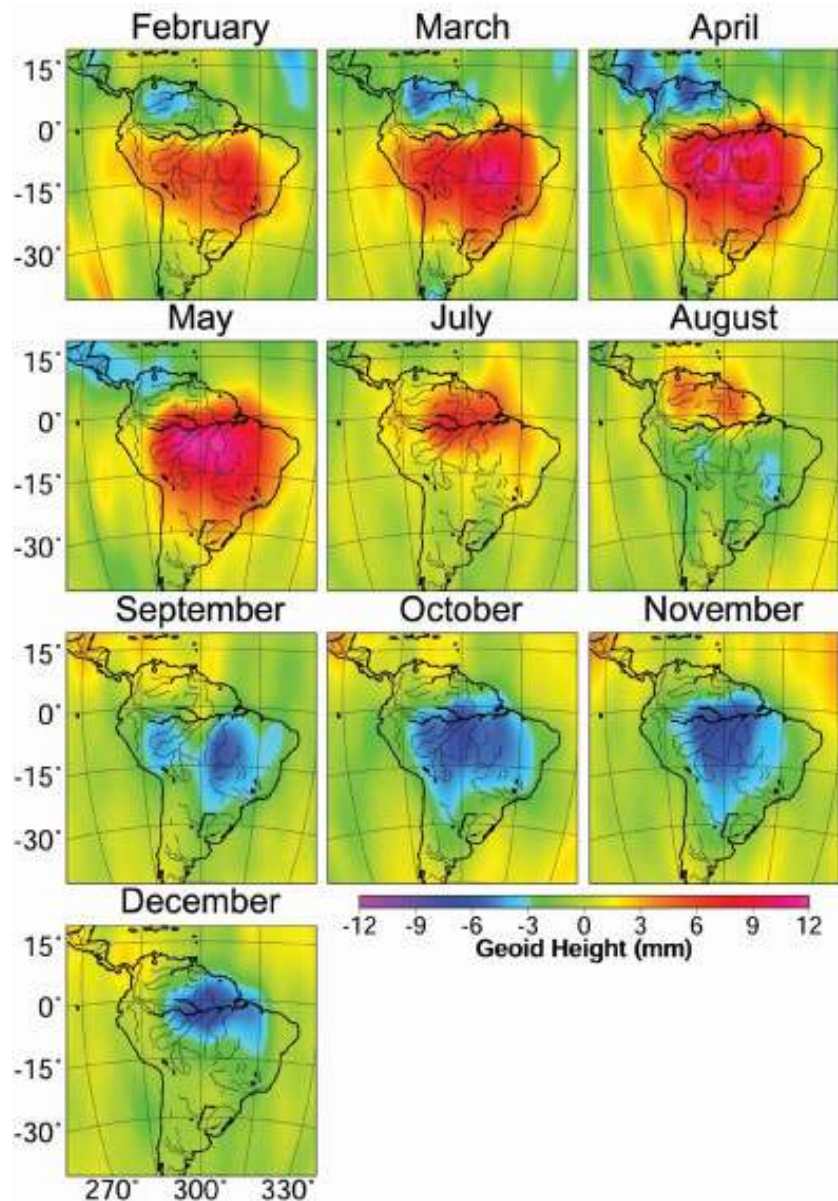 February March April
15°
0°
-15°
-30°
May July August
15°
0°
-15°
-30°
September October November
15°
0°
-15°
-30°
December
-12 -9 -6 -3 0 3 6 9 12
Geoid Height (mm)
15°
0°
-15°
-30°
270° 300° 330°